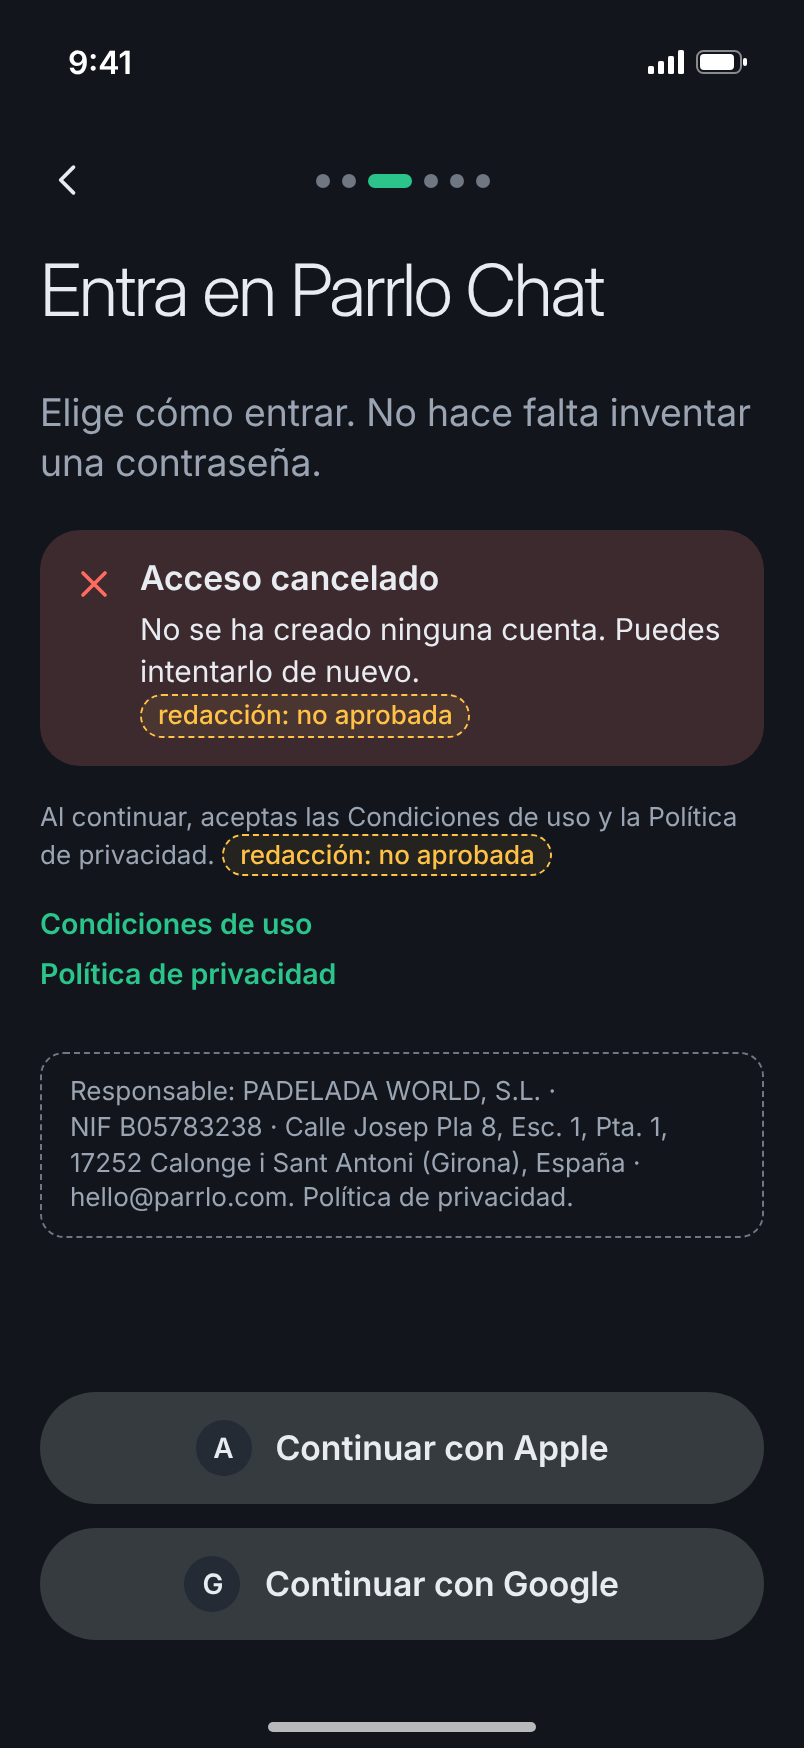 9:41
Entra en Parrlo Chat
Elige cómo entrar. No hace falta inventar
una contraseña.
Acceso cancelado
No se ha creado ninguna cuenta. Puedes
intentarlo de nuevo.
redacción: no aprobada
Al continuar, aceptas las Condiciones de uso y la Política
de privacidad. redacción: no aprobada
Condiciones de uso
Política de privacidad
Responsable: PADELADA WORLD, S.L. ·
NIF B05783238 · Calle Josep Pla 8, Esc. 1, Pta. 1,
17252 Calonge i Sant Antoni (Girona), España ·
hello@parrlo.com. Política de privacidad.
A Continuar con Apple
G Continuar con Google